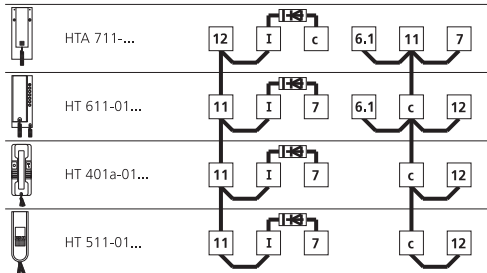 HTA 711-... 12 I c 6.1 11 7
HT 611-01... 11 I 7 6.1 c 12
HT 401a-01... 11 I 7 c 12
HT 511-01... 11 I 7 c 12